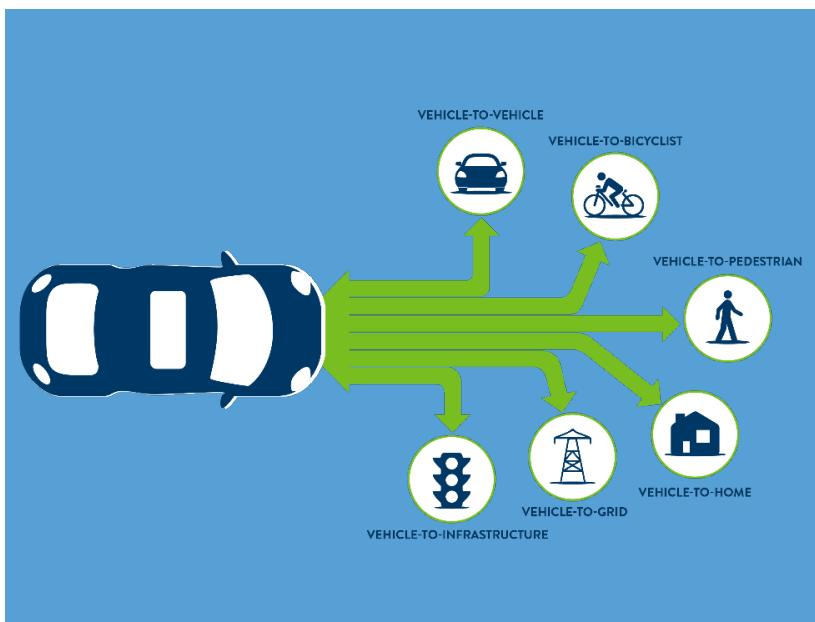 VEHICLE-TO-VEHICLE
VEHICLE-TO-BICYCLIST
VEHICLE-TO-PEDESTRIAN
VEHICLE-TO-HOME
VEHICLE-TO-GRID
VEHICLE-TO-INFRASTRUCTURE